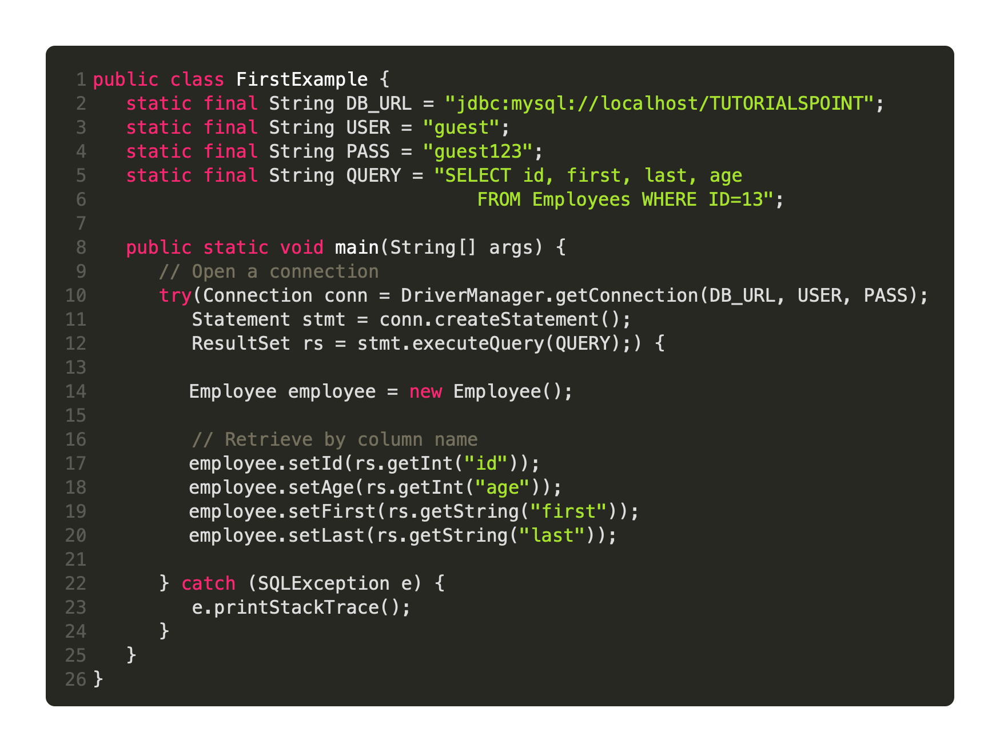 1 public class FirstExample {
2    static final String DB_URL = "jdbc:mysql://localhost/TUTORIALSPOINT";
3    static final String USER = "guest";
4    static final String PASS = "guest123";
5    static final String QUERY = "SELECT id, first, last, age
6                                    FROM Employees WHERE ID=13";
7
8    public static void main(String[] args) {
9       // Open a connection
10       try(Connection conn = DriverManager.getConnection(DB_URL, USER, PASS);
11          Statement stmt = conn.createStatement();
12          ResultSet rs = stmt.executeQuery(QUERY);) {
13
14          Employee employee = new Employee();
15
16          // Retrieve by column name
17          employee.setId(rs.getInt("id"));
18          employee.setAge(rs.getInt("age"));
19          employee.setFirst(rs.getString("first"));
20          employee.setLast(rs.getString("last"));
21
22       } catch (SQLException e) {
23          e.printStackTrace();
24       }
25    }
26 }